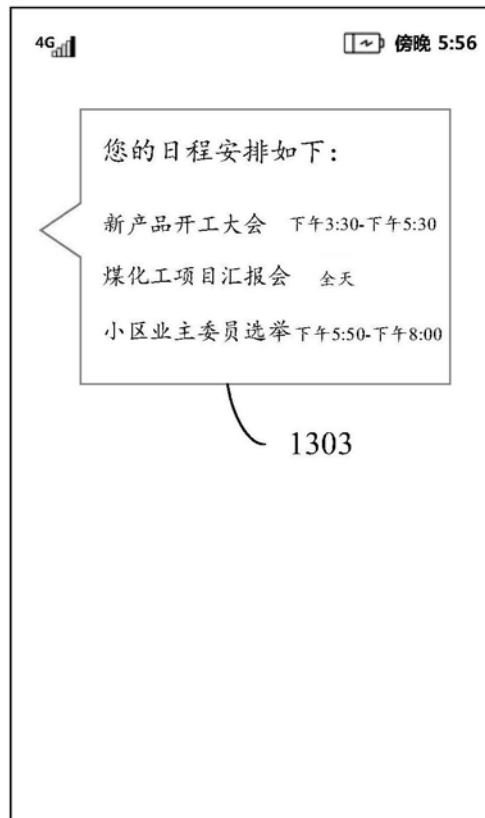 4G 傍晚 5:56
您的日程安排如下：
新产品开工大会 下午3:30-下午5:30
煤化工项目汇报会 全天
小区业主委员选举 下午5:50-下午8:00
1303